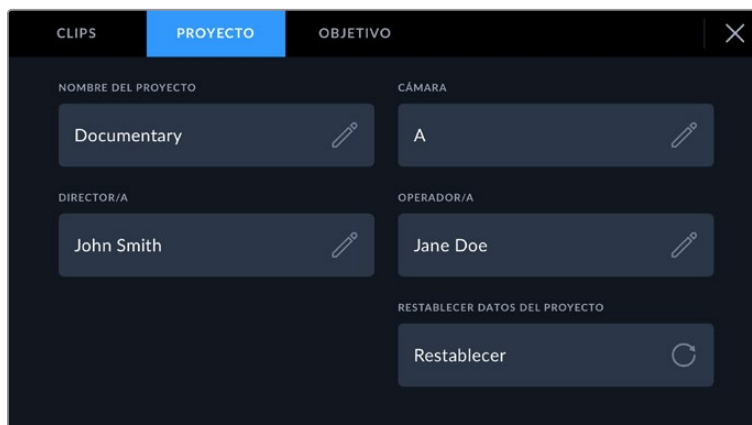 CLIPS
PROYECTO
OBJETIVO
NOMBRE DEL PROYECTO
Documentary
CÁMARA
A
DIRECTOR/A
John Smith
OPERADOR/A
Jane Doe
RESTABLECER DATOS DEL PROYECTO
Restablecer